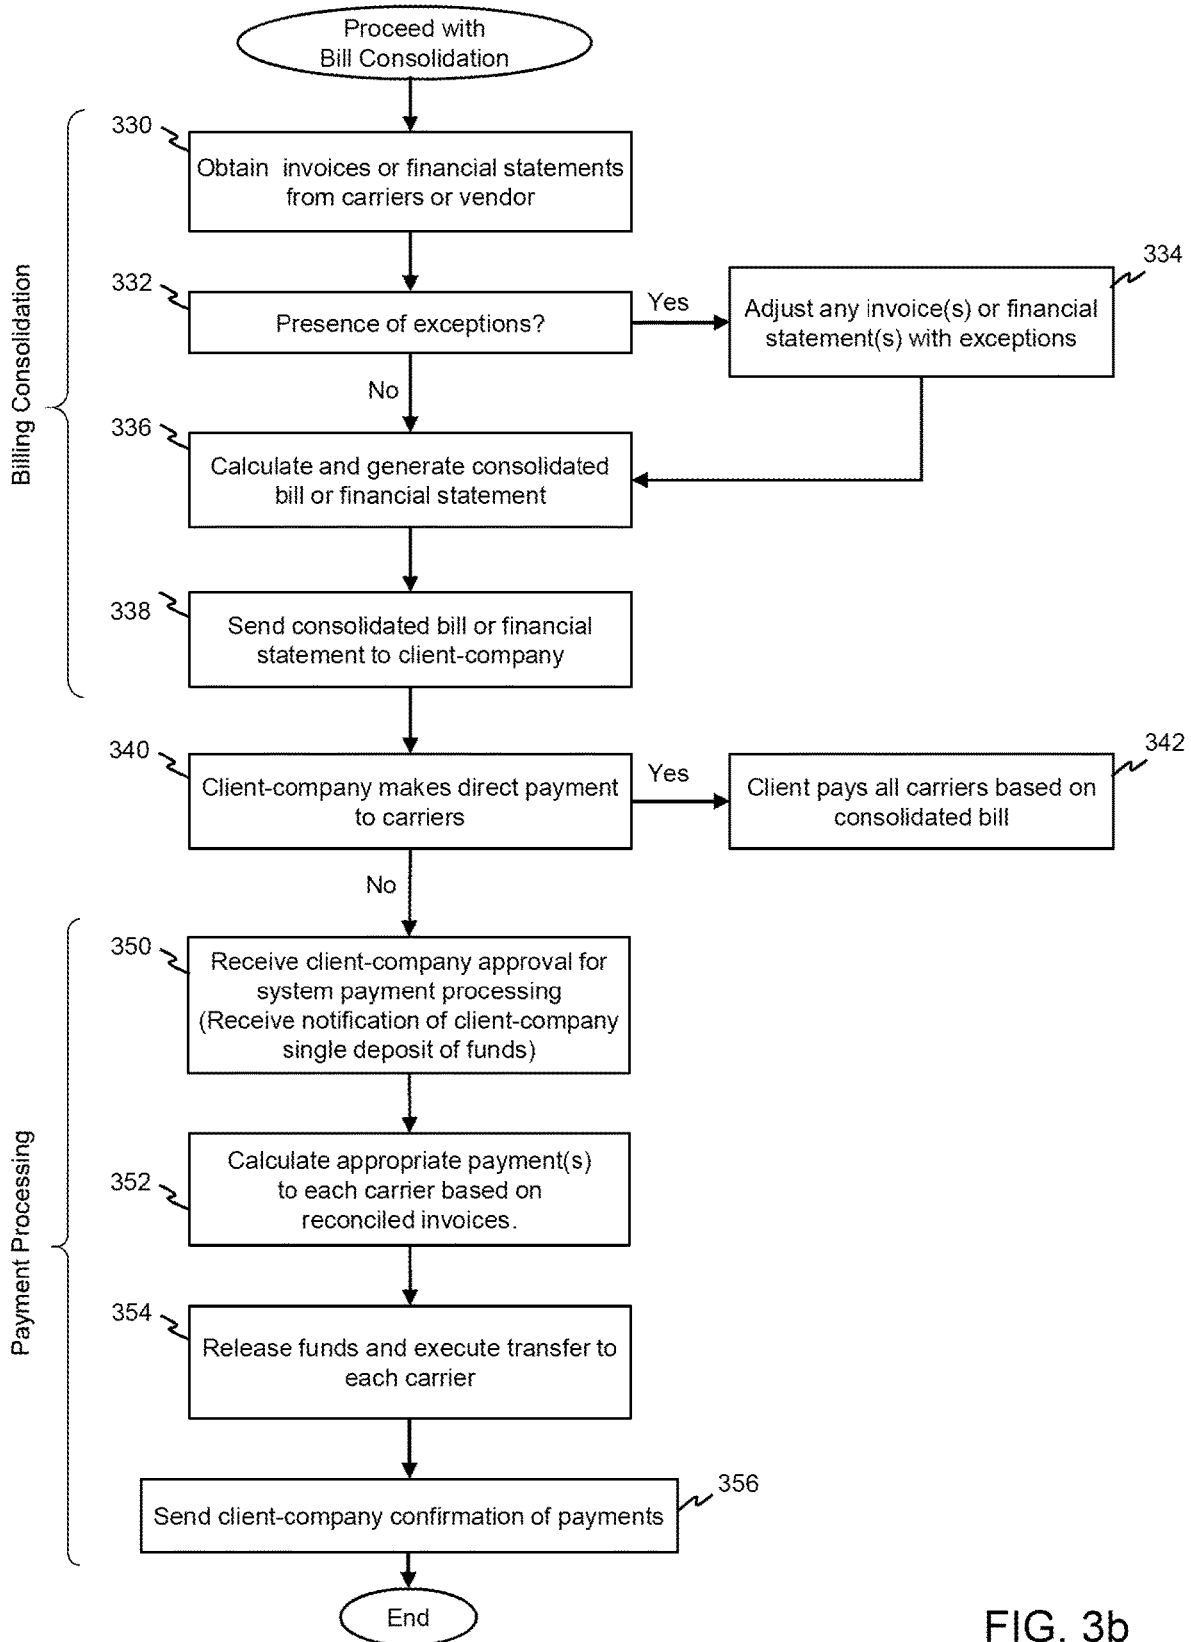 Proceed with
Bill Consolidation
Billing Consolidation
330
Obtain invoices or financial statements
from carriers or vendor
332
Presence of exceptions?
Yes
334
Adjust any invoice(s) or financial
statement(s) with exceptions
No
336
Calculate and generate consolidated
bill or financial statement
338
Send consolidated bill or financial
statement to client-company
340
Client-company makes direct payment
to carriers
Yes
342
Client pays all carriers based on
consolidated bill
No
Payment Processing
350
Receive client-company approval for
system payment processing
(Receive notification of client-company
single deposit of funds)
352
Calculate appropriate payment(s)
to each carrier based on
reconciled invoices.
354
Release funds and execute transfer to
each carrier
356
Send client-company confirmation of payments
End
FIG. 3b